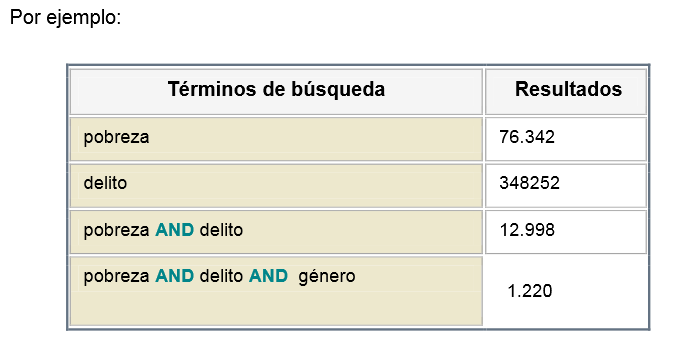 Por ejemplo:
Términos de búsqueda Resultados
pobreza 76.342
delito 348252
pobreza AND delito 12.998
pobreza AND delito AND género 1.220